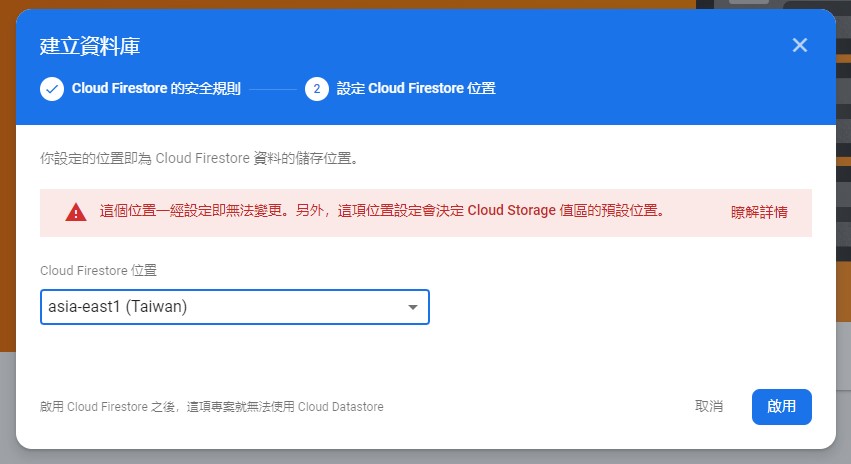 建立資料庫
Cloud Firestore 的安全規則
2 設定 Cloud Firestore 位置
你設定的位置即為 Cloud Firestore 資料的儲存位置。
這個位置一經設定即無法變更。另外，這項位置設定會決定 Cloud Storage 值區的預設位置。 瞭解詳情
Cloud Firestore 位置
asia-east1 (Taiwan)
啟用 Cloud Firestore 之後，這項專案就無法使用 Cloud Datastore 取消 啟用